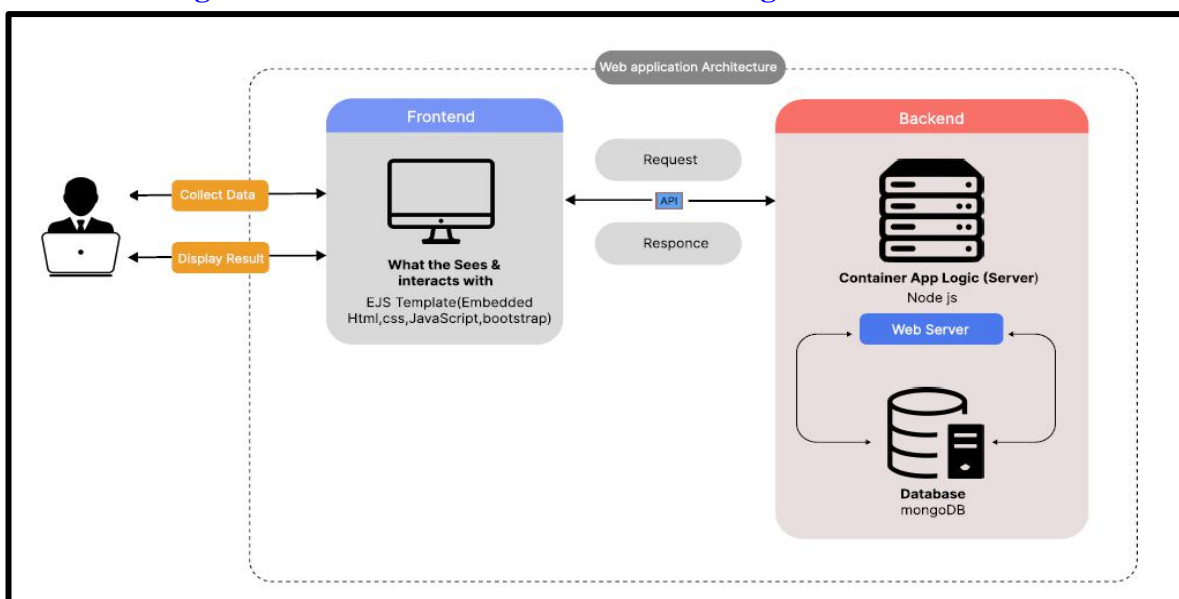 Web application Architecture
Frontend
Backend
Collect Data
Display Result
What the Sees &
interacts with
EJS Template(Embedded
Html,css,JavaScript,bootstrap)
Request
API
Responce
Container App Logic (Server)
Node js
Web Server
Database
mongoDB